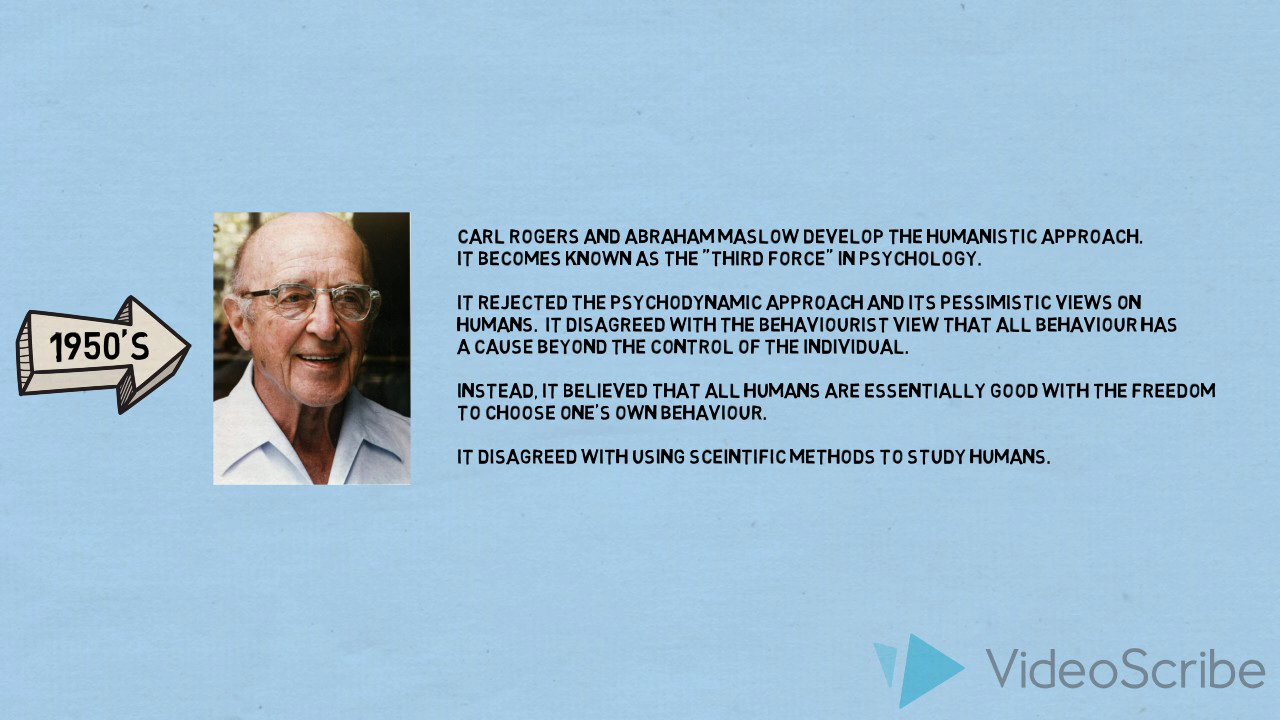 1950'S
CARL ROGERS AND ABRAHAM MASLOW DEVELOP THE HUMANISTIC APPROACH.
IT BECOMES KNOWN AS THE "THIRD FORCE" IN PSYCHOLOGY.
IT REJECTED THE PSYCHODYNAMIC APPROACH AND ITS PESSIMISTIC VIEWS ON
HUMANS. IT DISAGREED WITH THE BEHAVIOURIST VIEW THAT ALL BEHAVIOUR HAS
A CAUSE BEYOND THE CONTROL OF THE INDIVIDUAL.
INSTEAD, IT BELIEVED THAT ALL HUMANS ARE ESSENTIALLY GOOD WITH THE FREEDOM
TO CHOOSE ONE'S OWN BEHAVIOUR.
IT DISAGREED WITH USING SCEINTIFIC METHODS TO STUDY HUMANS.
VideoScribe